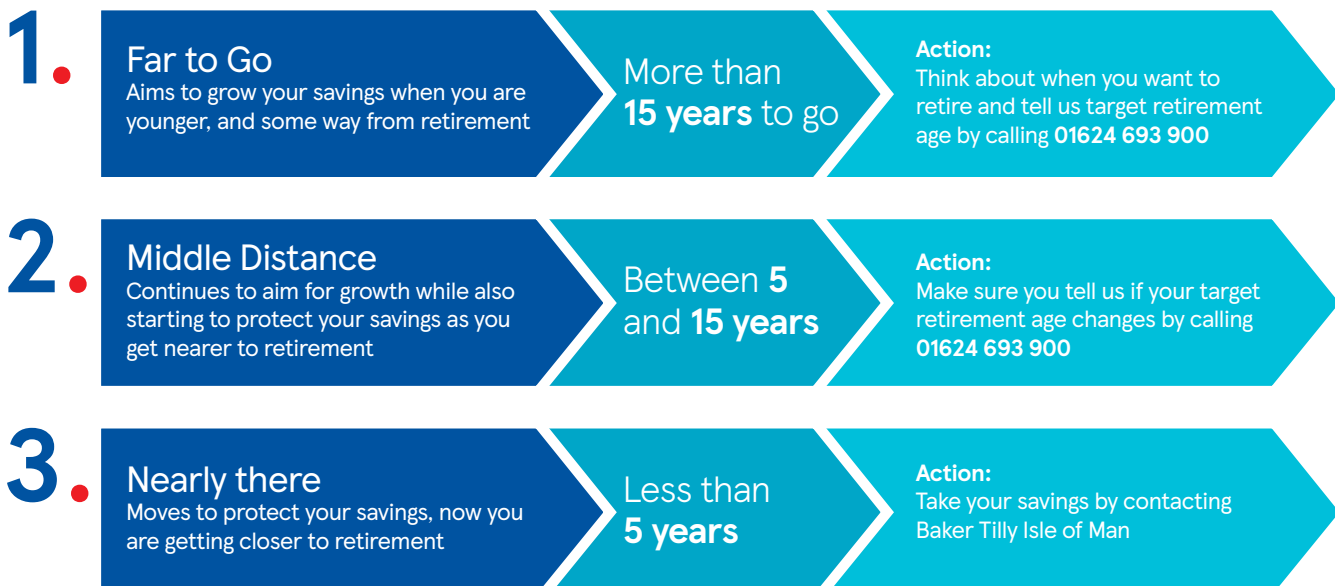 1.
Far to Go
Aims to grow your savings when you are
younger, and some way from retirement
More than
15 years to go
Action:
Think about when you want to
retire and tell us target retirement
age by calling 01624 693 900
2.
Middle Distance
Continues to aim for growth while also
starting to protect your savings as you
get nearer to retirement
Between 5
and 15 years
Action:
Make sure you tell us if your target
retirement age changes by calling
01624 693 900
3.
Nearly there
Moves to protect your savings, now you
are getting closer to retirement
Less than
5 years
Action:
Take your savings by contacting
Baker Tilly Isle of Man